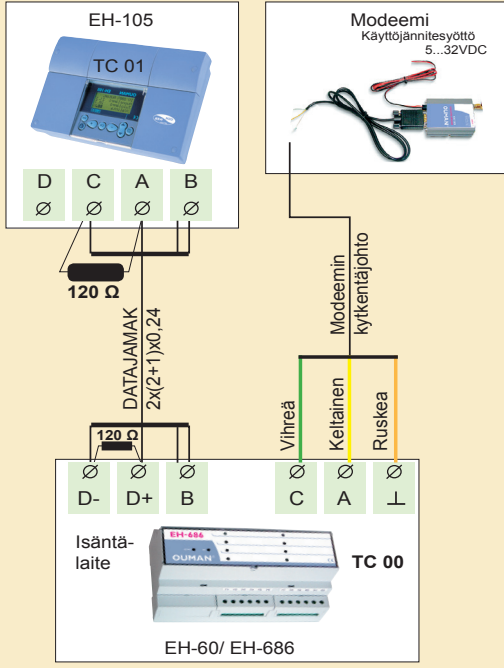 EH-105
TC 01
D
C
A
B
120 Ω
DATAJAMAK
2x(2+1)x0,24
Modeemi
Käyttöjännitesyöttö
5...32VDC
Modeemin
kytkentäjohto
Vihreä
Keltainen
Ruskea
120 Ω
D-
D+
B
C
A
⊥
Isäntä-
laite
EH-686
OUMAN
TC 00
EH-60/ EH-686